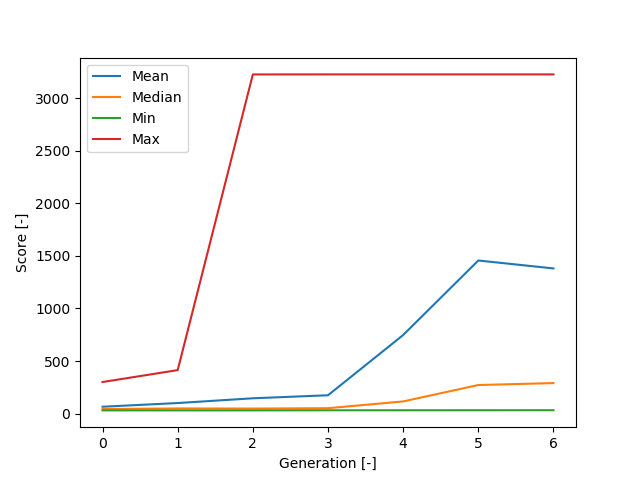 Mean
Median
Min
Max
3000
2500
2000
1500
1000
500
0
Score [-]
0 1 2 3 4 5 6
Generation [-]